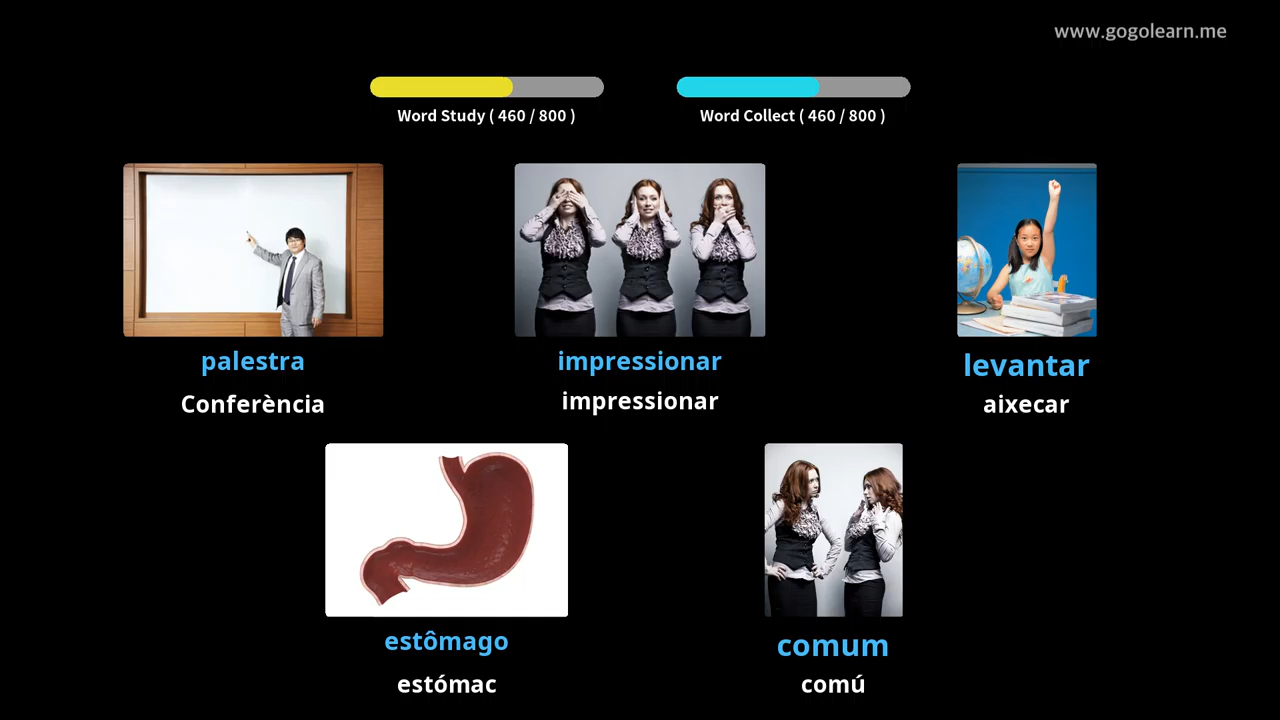 www.gogolearn.me
Word Study ( 460 / 800 )
Word Collect ( 460 / 800 )
palestra
Conferència
impressionar
impressionar
levantar
aixecar
estômago
estómac
comum
comú